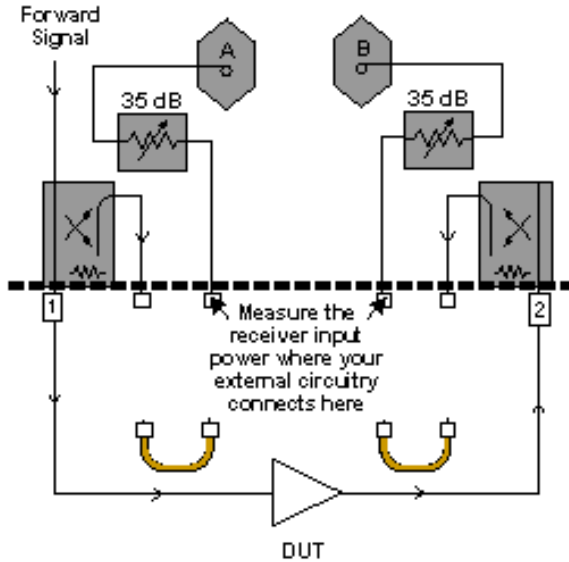 Forward
Signal
A
B
35 dB
35 dB
1
2
Measure the
receiver input
power where your
external circuitry
connects here
DUT